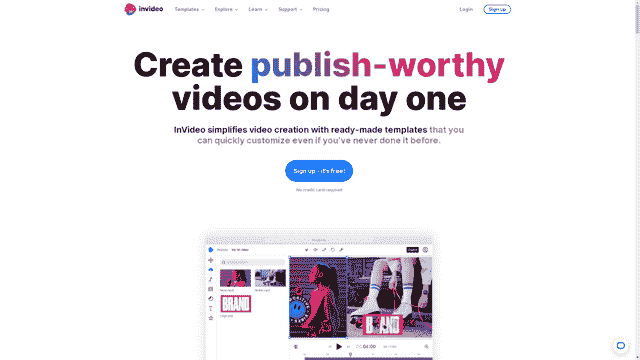 invideo
Templates
Explore
Learn
Support
Pricing
Login
Sign up
Create publish-worthy
videos on day one
InVideo simplifies video creation with ready-made templates that you
can quickly customize even if you've never done it before.
Sign up - it's free!
No credit card required
BRAND
BRAND